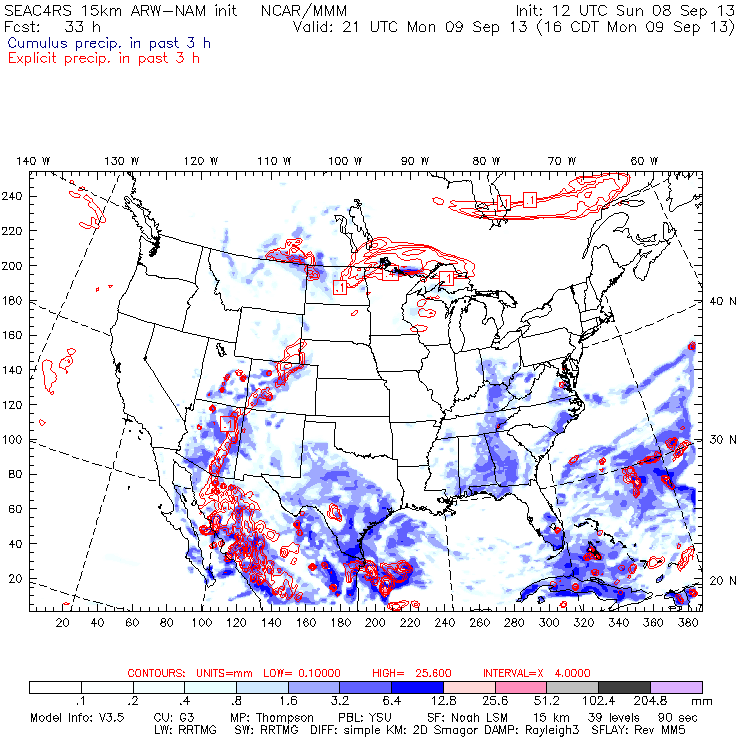 SEAC4RS 15km ARW-NAM init NCAR/MMM Init: 12 UTC Sun 08 Sep 13
Fcst: 33 h Valid: 21 UTC Mon 09 Sep 13 (16 CDT Mon 09 Sep 13)
Cumulus precip. in past 3 h
Explicit precip. in past 3 h
140 W 130 W 120 W 110 W 100 W 90 W 80 W 70 W 60 W
240
220
200
180 40 N
160
140
120
100 30 N
80
60
40
20 20 N
.1 .1
.1 .1
.1
.1
20 40 60 80 100 120 140 160 180 200 220 240 260 280 300 320 340 360 380
CONTOURS: UNITS=mm LOW= 0.10000 HIGH= 25.600 INTERVAL=X 4.0000
.1 .2 .4 .8 1.6 3.2 6.4 12.8 25.6 51.2 102.4 204.8 mm
Model Info: V3.5 CU: G3 MP: Thompson PBL: YSU SF: Noah LSM 15 km 39 levels 90 sec
LW: RRTMG SW: RRTMG DIFF: simple KM: 2D Smagor DAMP: Rayleigh3 SFLAY: Rev MM5